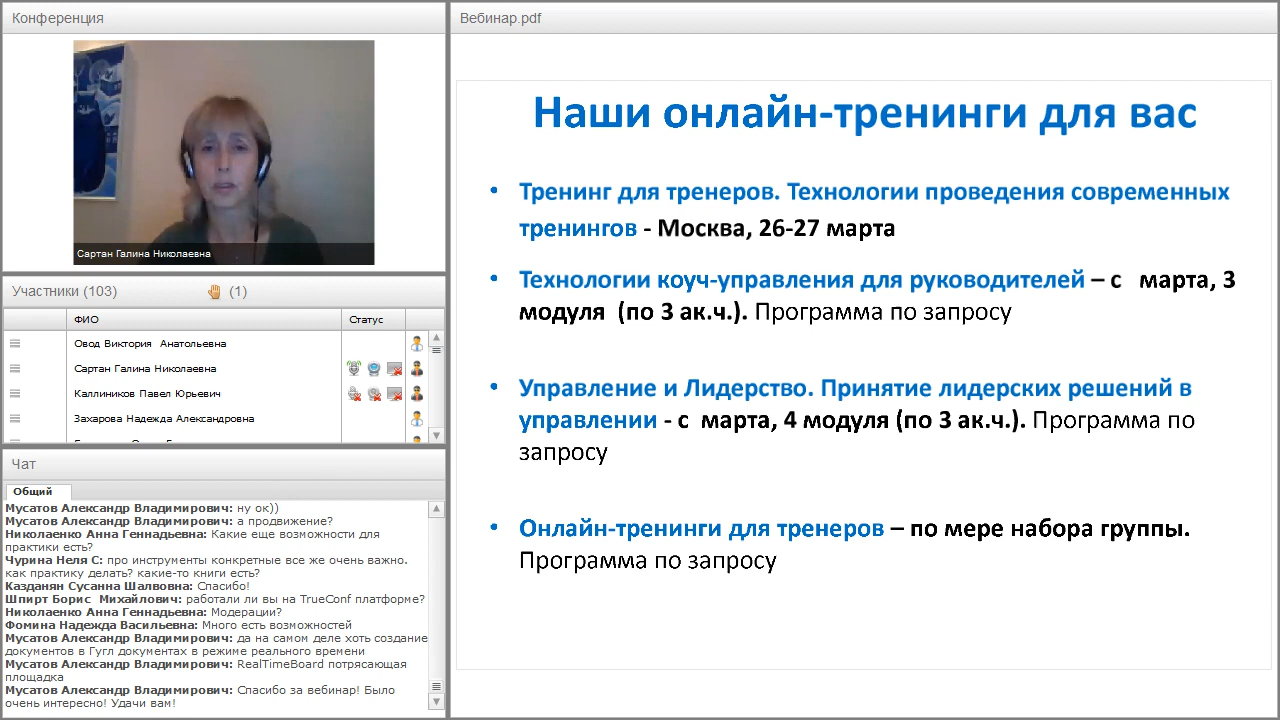 Конференция
Сартан Галина Николаевна
Участники (103)
(1)
ФИО
Статус
Овод Виктория Анатольевна
Сартан Галина Николаевна
Каллиников Павел Юрьевич
Захарова Надежда Александровна
Чат
Общий
Мусатов Александр Владимирович: ну ок))
Мусатов Александр Владимирович: а продвижение?
Николаенко Анна Геннадьевна: Какие еще возможности для
практики есть?
Чурина Неля С: про инструменты конкретные все же очень важно.
как практику делать? какие-то книги есть?
Казданян Сусанна Шалвовна: Спасибо!
Шпирт Борис Михайлович: работали ли вы на TrueConf платформе?
Николаенко Анна Геннадьевна: Модерации?
Фомина Надежда Васильевна: Много есть возможностей
Мусатов Александр Владимирович: да на самом деле хоть создание
документов в Гугл документах в режиме реального времени
Мусатов Александр Владимирович: RealTimeBoard потрясающая
площадка
Мусатов Александр Владимирович: Спасибо за вебинар! Было
очень интересно! Удачи вам!
Вебинар.pdf
Наши онлайн-тренинги для вас
• Тренинг для тренеров. Технологии проведения современных
тренингов - Москва, 26-27 марта
• Технологии коуч-управления для руководителей – с марта, 3
модуля (по 3 ак.ч.). Программа по запросу
• Управление и Лидерство. Принятие лидерских решений в
управлении - с марта, 4 модуля (по 3 ак.ч.). Программа по
запросу
• Онлайн-тренинги для тренеров – по мере набора группы.
Программа по запросу